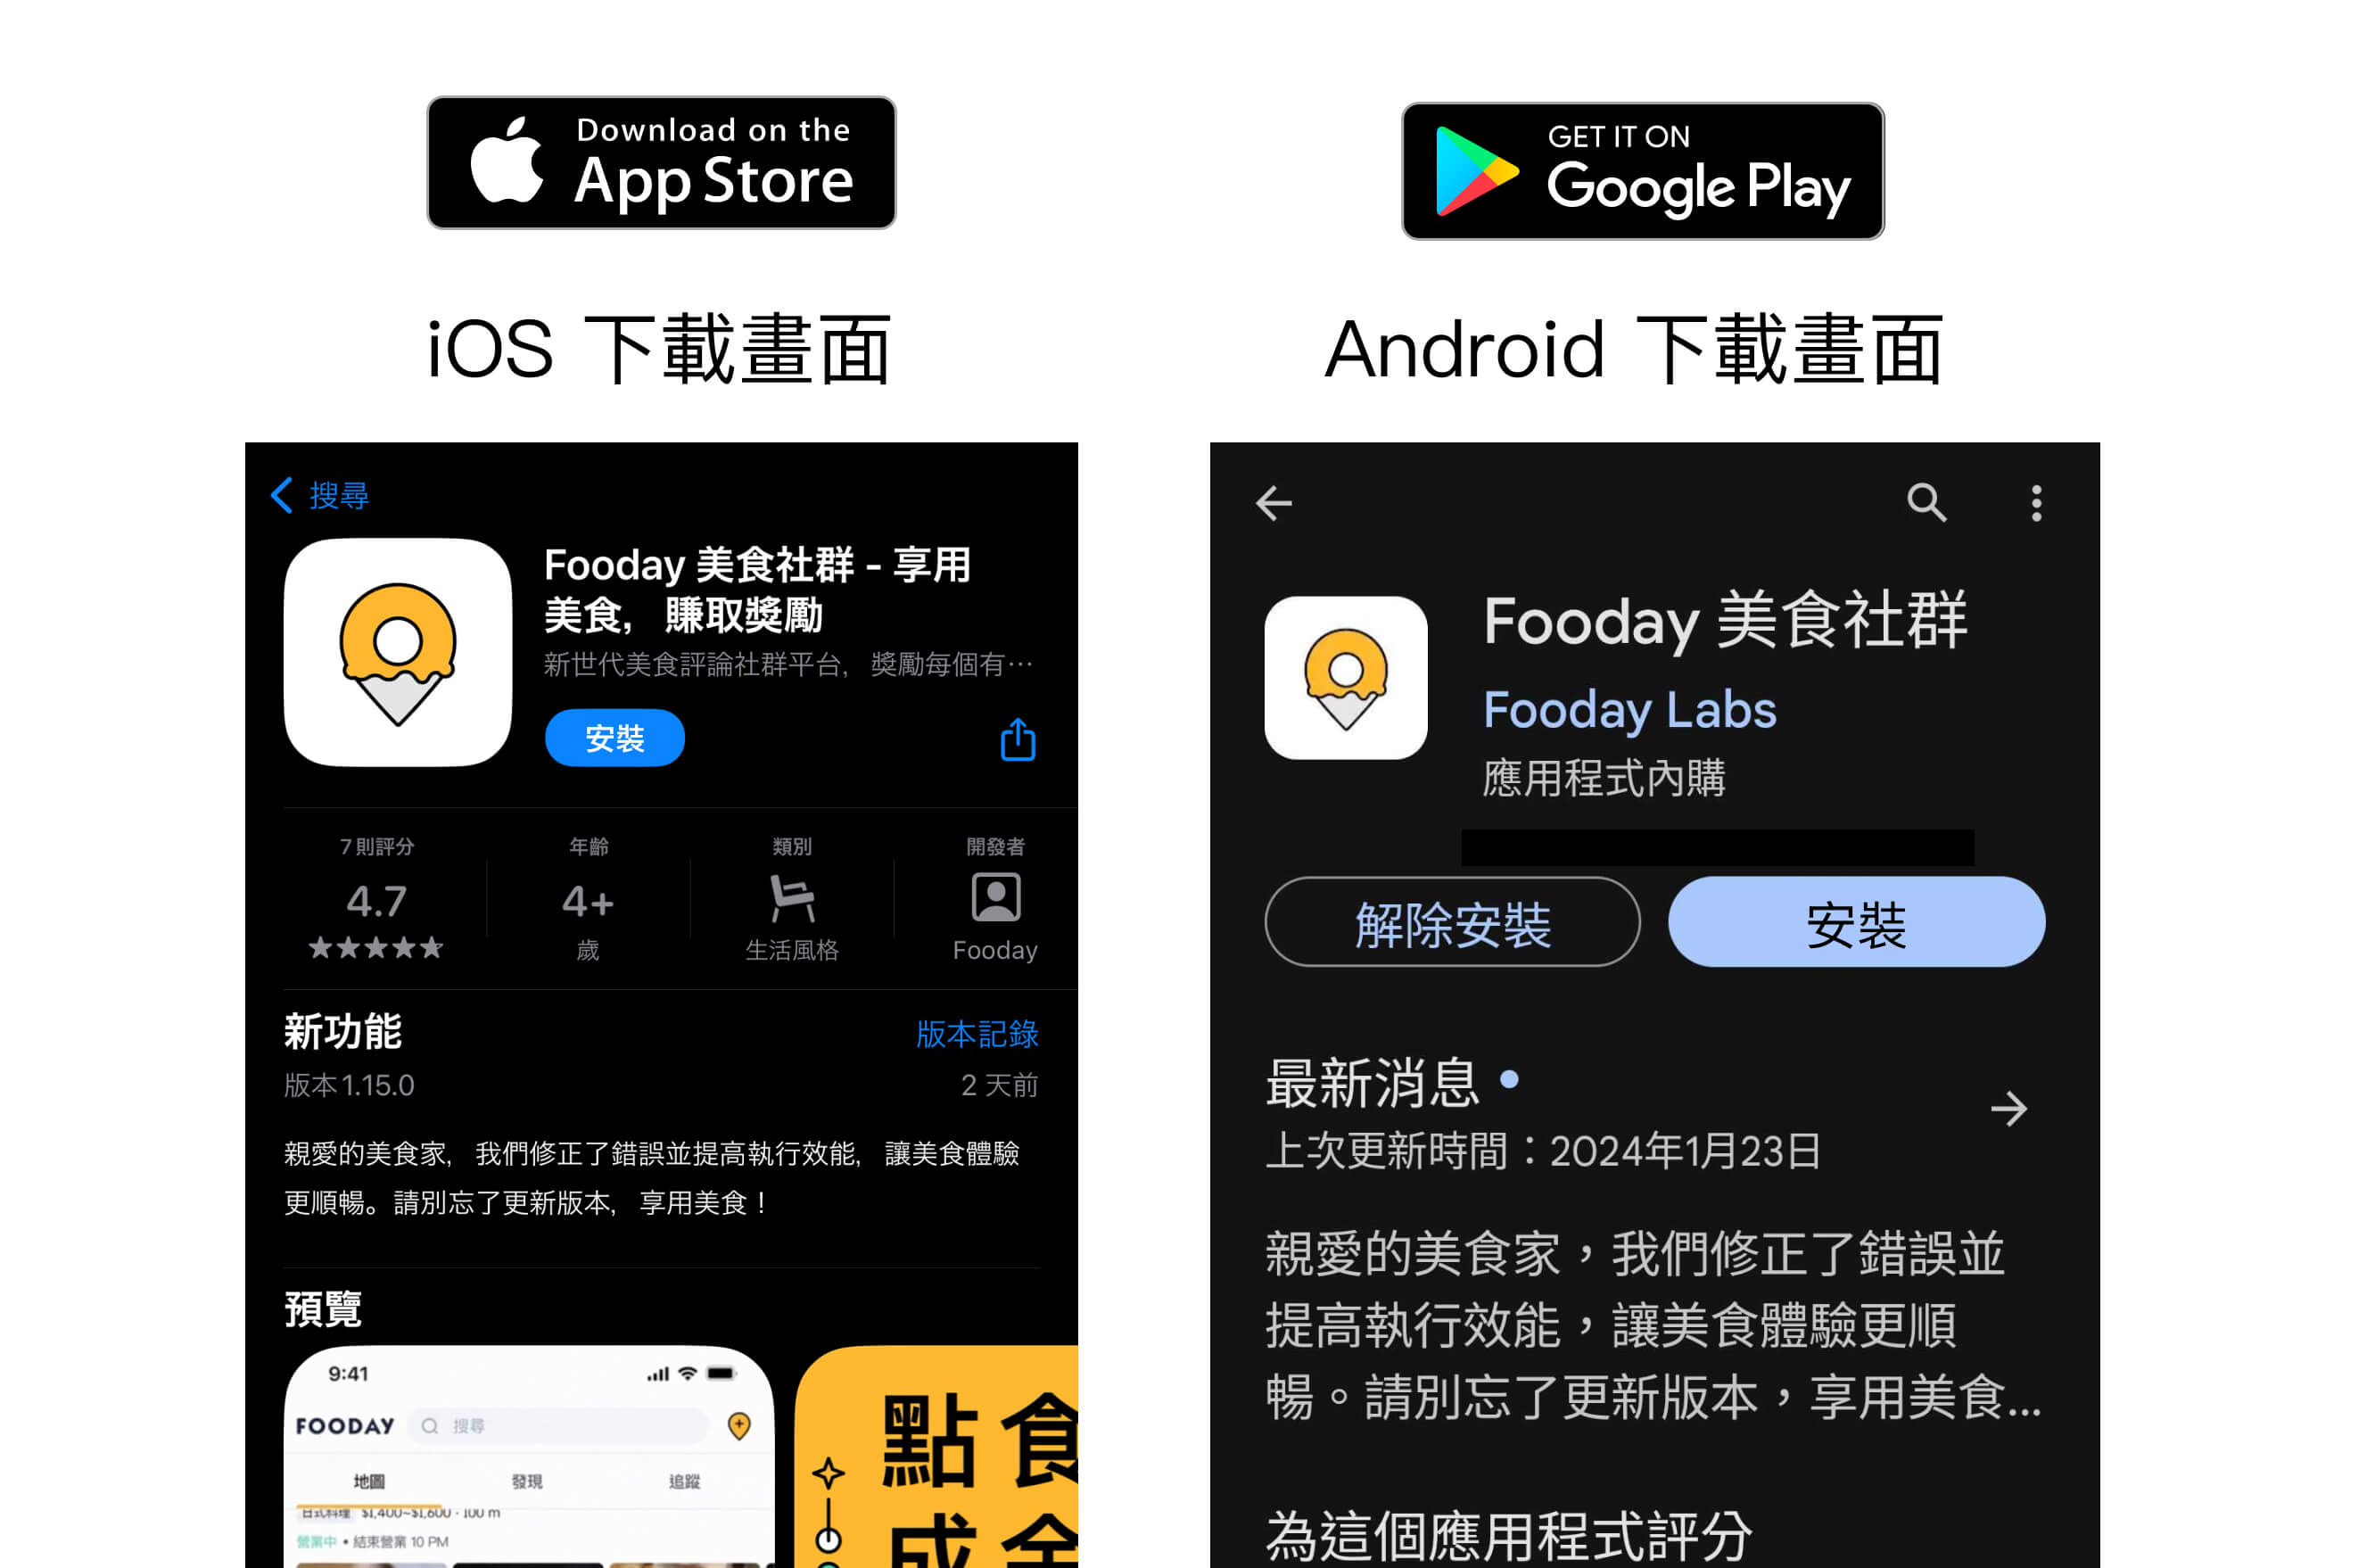 Download on the
App Store
iOS 下載畫面
搜尋
Fooday 美食社群 - 享用
美食，賺取獎勵
新世代美食評論社群平台，獎勵每個有…
安裝
7 則評分
4.7
年齡
4+
歲
類別
生活風格
開發者
Fooday
新功能
版本記錄
版本 1.15.0
2 天前
親愛的美食家，我們修正了錯誤並提高執行效能，讓美食體驗
更順暢。請別忘了更新版本，享用美食！
預覽
9:41
FOODAY
搜尋
地圖
發現
追蹤
日式料理 $1,400~$1,600 · 100 m
營業中 • 結束營業 10 PM
點食
成金
GET IT ON
Google Play
Android 下載畫面
Fooday 美食社群
Fooday Labs
應用程式內購
解除安裝
安裝
最新消息 •
上次更新時間：2024年1月23日
親愛的美食家，我們修正了錯誤並
提高執行效能，讓美食體驗更順
暢。請別忘了更新版本，享用美食...
為這個應用程式評分